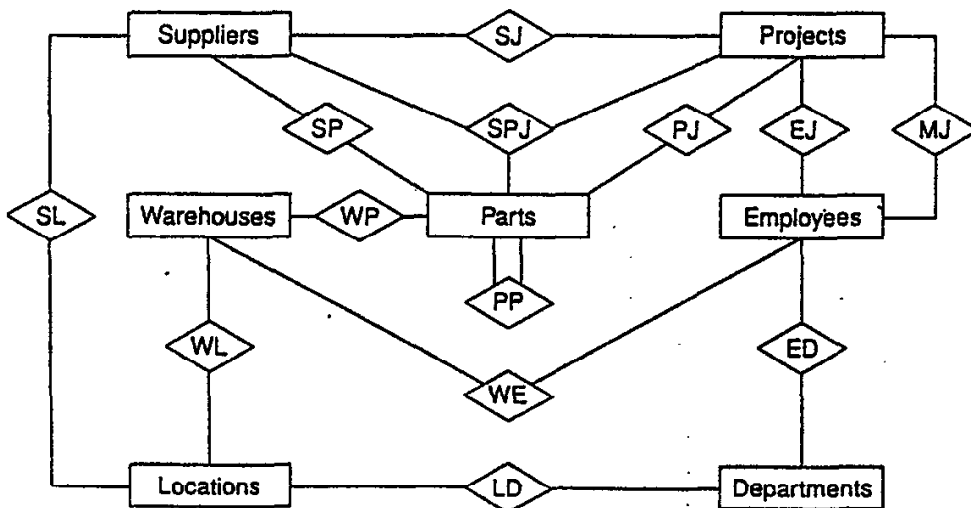 Suppliers SJ Projects
SP SPJ PJ EJ MJ
SL Warehouses WP Parts Employees
PP
WL WE ED
Locations LD Departments